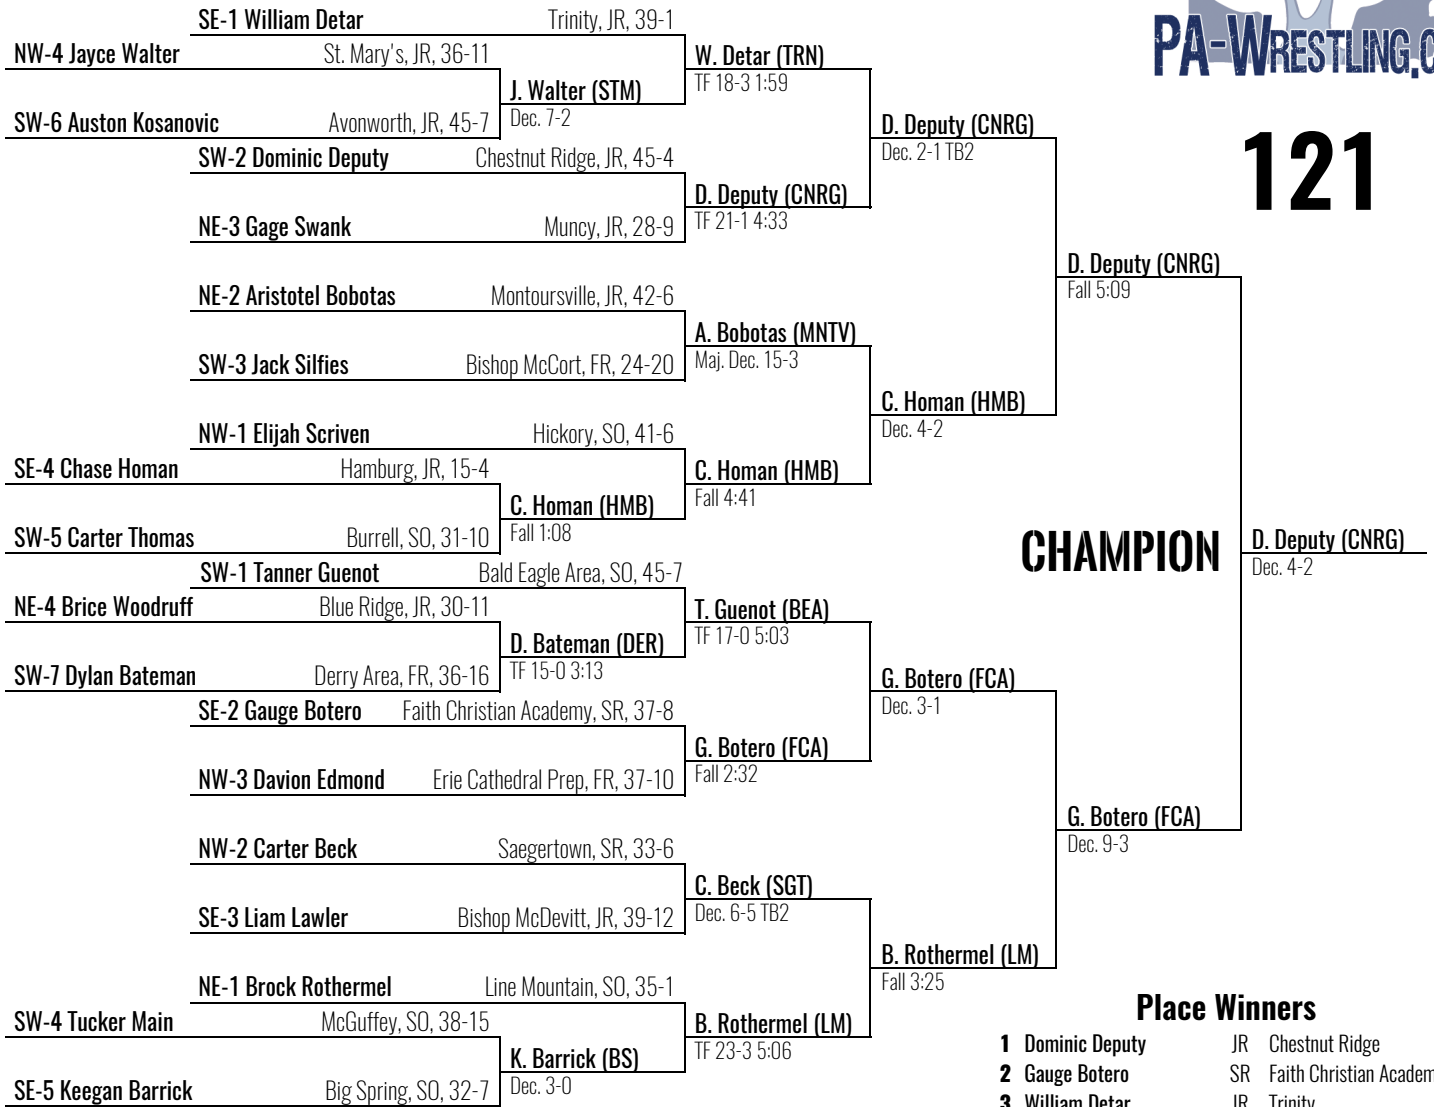 SE-1 William Detar Trinity, JR, 39-1
NW-4 Jayce Walter St. Mary's, JR, 36-11
W. Detar (TRN)
TF 18-3 1:59
J. Walter (STM)
Dec. 7-2
SW-6 Auston Kosanovic Avonworth, JR, 45-7
D. Deputy (CNRG)
Dec. 2-1 TB2
SW-2 Dominic Deputy Chestnut Ridge, JR, 45-4
D. Deputy (CNRG)
TF 21-1 4:33
NE-3 Gage Swank Muncy, JR, 28-9
PA-WRESTLING.C
121
D. Deputy (CNRG)
Fall 5:09
NE-2 Aristotel Bobotas Montoursville, JR, 42-6
A. Bobotas (MNTV)
Maj. Dec. 15-3
SW-3 Jack Silfies Bishop McCort, FR, 24-20
C. Homan (HMB)
Dec. 4-2
NW-1 Elijah Scriven Hickory, SO, 41-6
SE-4 Chase Homan Hamburg, JR, 15-4
C. Homan (HMB)
Fall 4:41
C. Homan (HMB)
Fall 1:08
SW-5 Carter Thomas Burrell, SO, 31-10
CHAMPION
D. Deputy (CNRG)
Dec. 4-2
SW-1 Tanner Guenot Bald Eagle Area, SO, 45-7
NE-4 Brice Woodruff Blue Ridge, JR, 30-11
T. Guenot (BEA)
TF 17-0 5:03
D. Bateman (DER)
TF 15-0 3:13
SW-7 Dylan Bateman Derry Area, FR, 36-16
G. Botero (FCA)
Dec. 3-1
SE-2 Gauge Botero Faith Christian Academy, SR, 37-8
G. Botero (FCA)
Fall 2:32
NW-3 Davion Edmond Erie Cathedral Prep, FR, 37-10
G. Botero (FCA)
Dec. 9-3
NW-2 Carter Beck Saegertown, SR, 33-6
C. Beck (SGT)
Dec. 6-5 TB2
SE-3 Liam Lawler Bishop McDevitt, JR, 39-12
B. Rothermel (LM)
Fall 3:25
NE-1 Brock Rothermel Line Mountain, SO, 35-1
SW-4 Tucker Main McGuffey, SO, 38-15
B. Rothermel (LM)
TF 23-3 5:06
K. Barrick (BS)
Dec. 3-0
SE-5 Keegan Barrick Big Spring, SO, 32-7
Place Winners
1 Dominic Deputy JR Chestnut Ridge
2 Gauge Botero SR Faith Christian Academ
3 William Detar JR Trinity